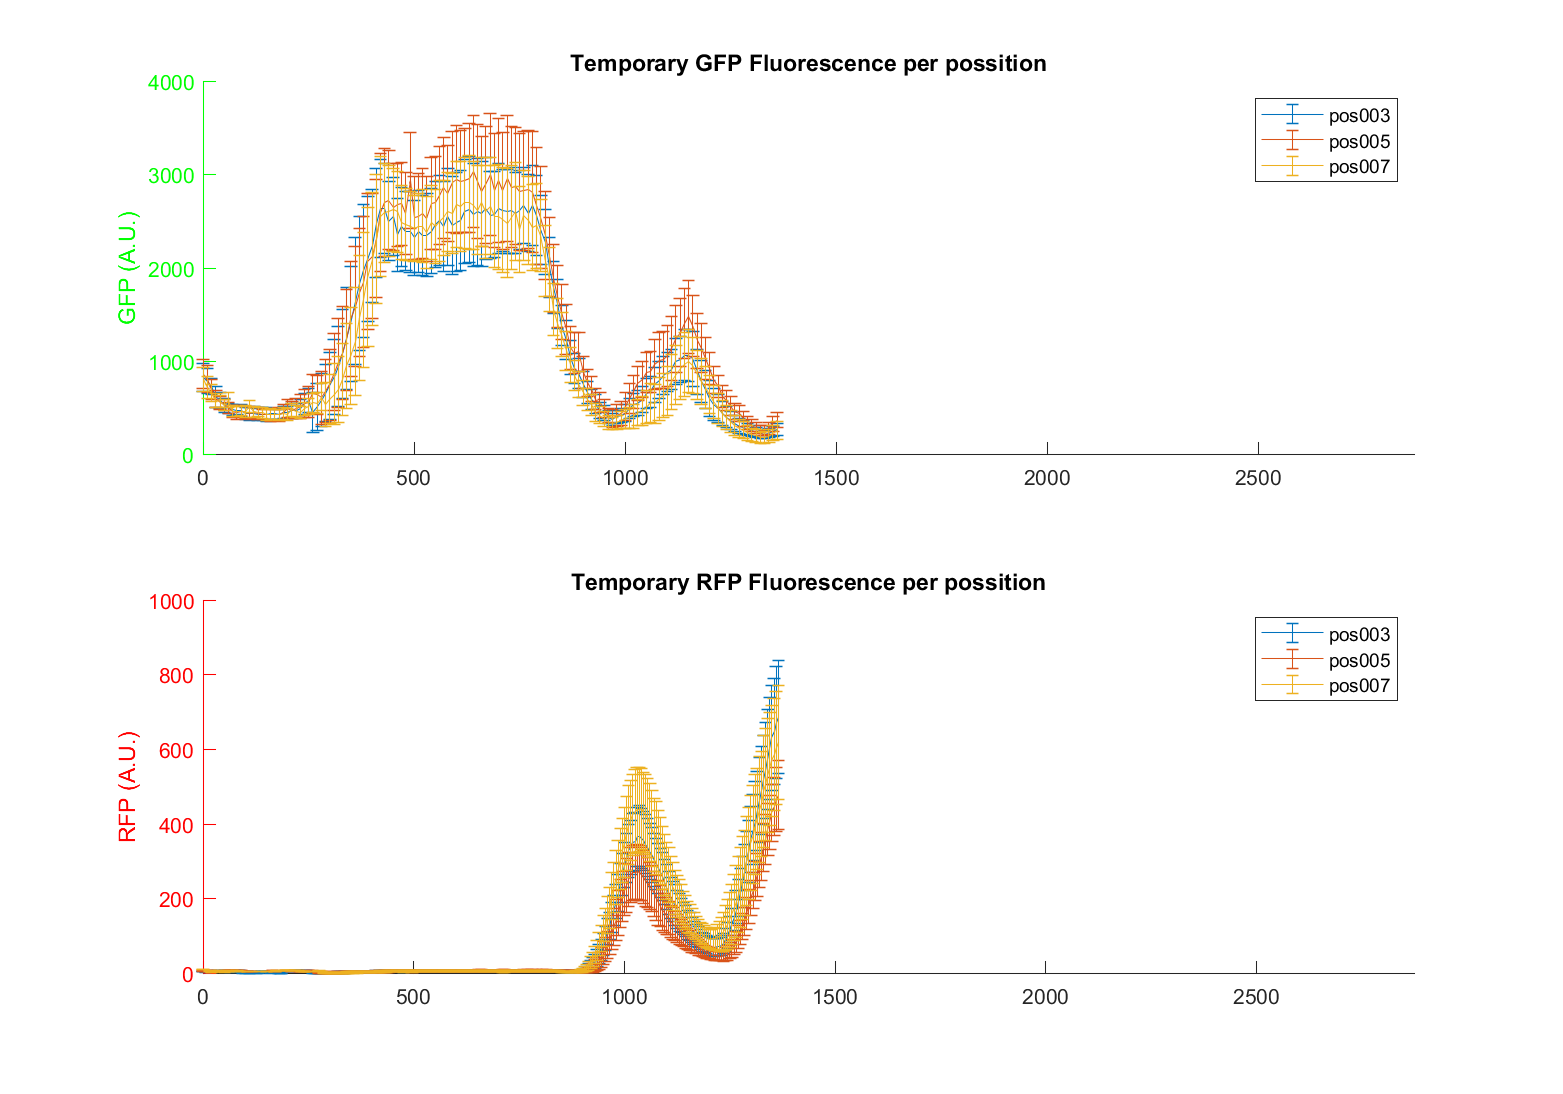 Temporary GFP Fluorescence per possition
4000
3000
2000
1000
0
GFP (A.U.)
0 500 1000 1500 2000 2500
pos003
pos005
pos007
Temporary RFP Fluorescence per possition
1000
800
600
400
200
0
RFP (A.U.)
0 500 1000 1500 2000 2500
pos003
pos005
pos007